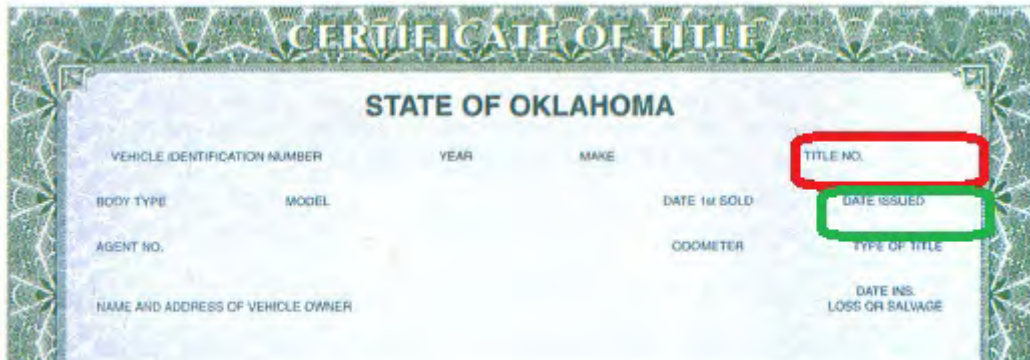 CERTIFICATE OF TITLE
STATE OF OKLAHOMA
VEHICLE IDENTIFICATION NUMBER YEAR MAKE TITLE NO.
BODY TYPE MODEL DATE 1st SOLD DATE ISSUED
AGENT NO. ODOMETER TYPE OF TITLE
NAME AND ADDRESS OF VEHICLE OWNER DATE INS.
LOSS OR SALVAGE